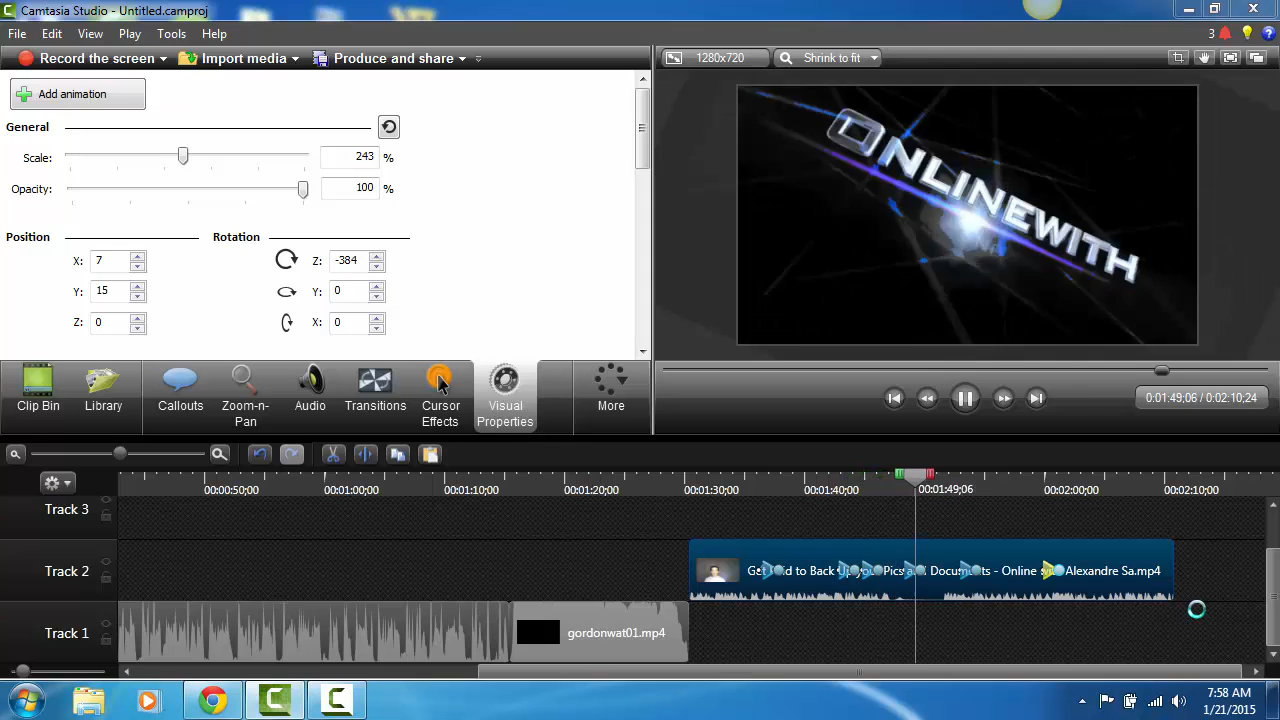 Camtasia Studio - Untitled.camproj
File Edit View Play Tools Help
3
Record the screen Import media Produce and share
1280x720 Shrink to fit
Add animation
General
Scale: 243 %
Opacity: 100 %
Position Rotation
X: 7 Z: -384
Y: 15 Y: 0
Z: 0 X: 0
ONLINEWITH
Clip Bin Library Callouts Zoom-n-Pan Audio Transitions Cursor Effects Visual Properties More
0:01:49;06 / 0:02:10;24
00:00:50;00 00:01:00;00 00:01:10;00 00:01:20;00 00:01:30;00 00:01:40;00 00:01:49;06 00:02:00;00 00:02:10;00
Track 3
Track 2
Documents - Online Alexandre Sa.mp4
Track 1
gordonwat01.mp4
7:58 AM
1/21/2015